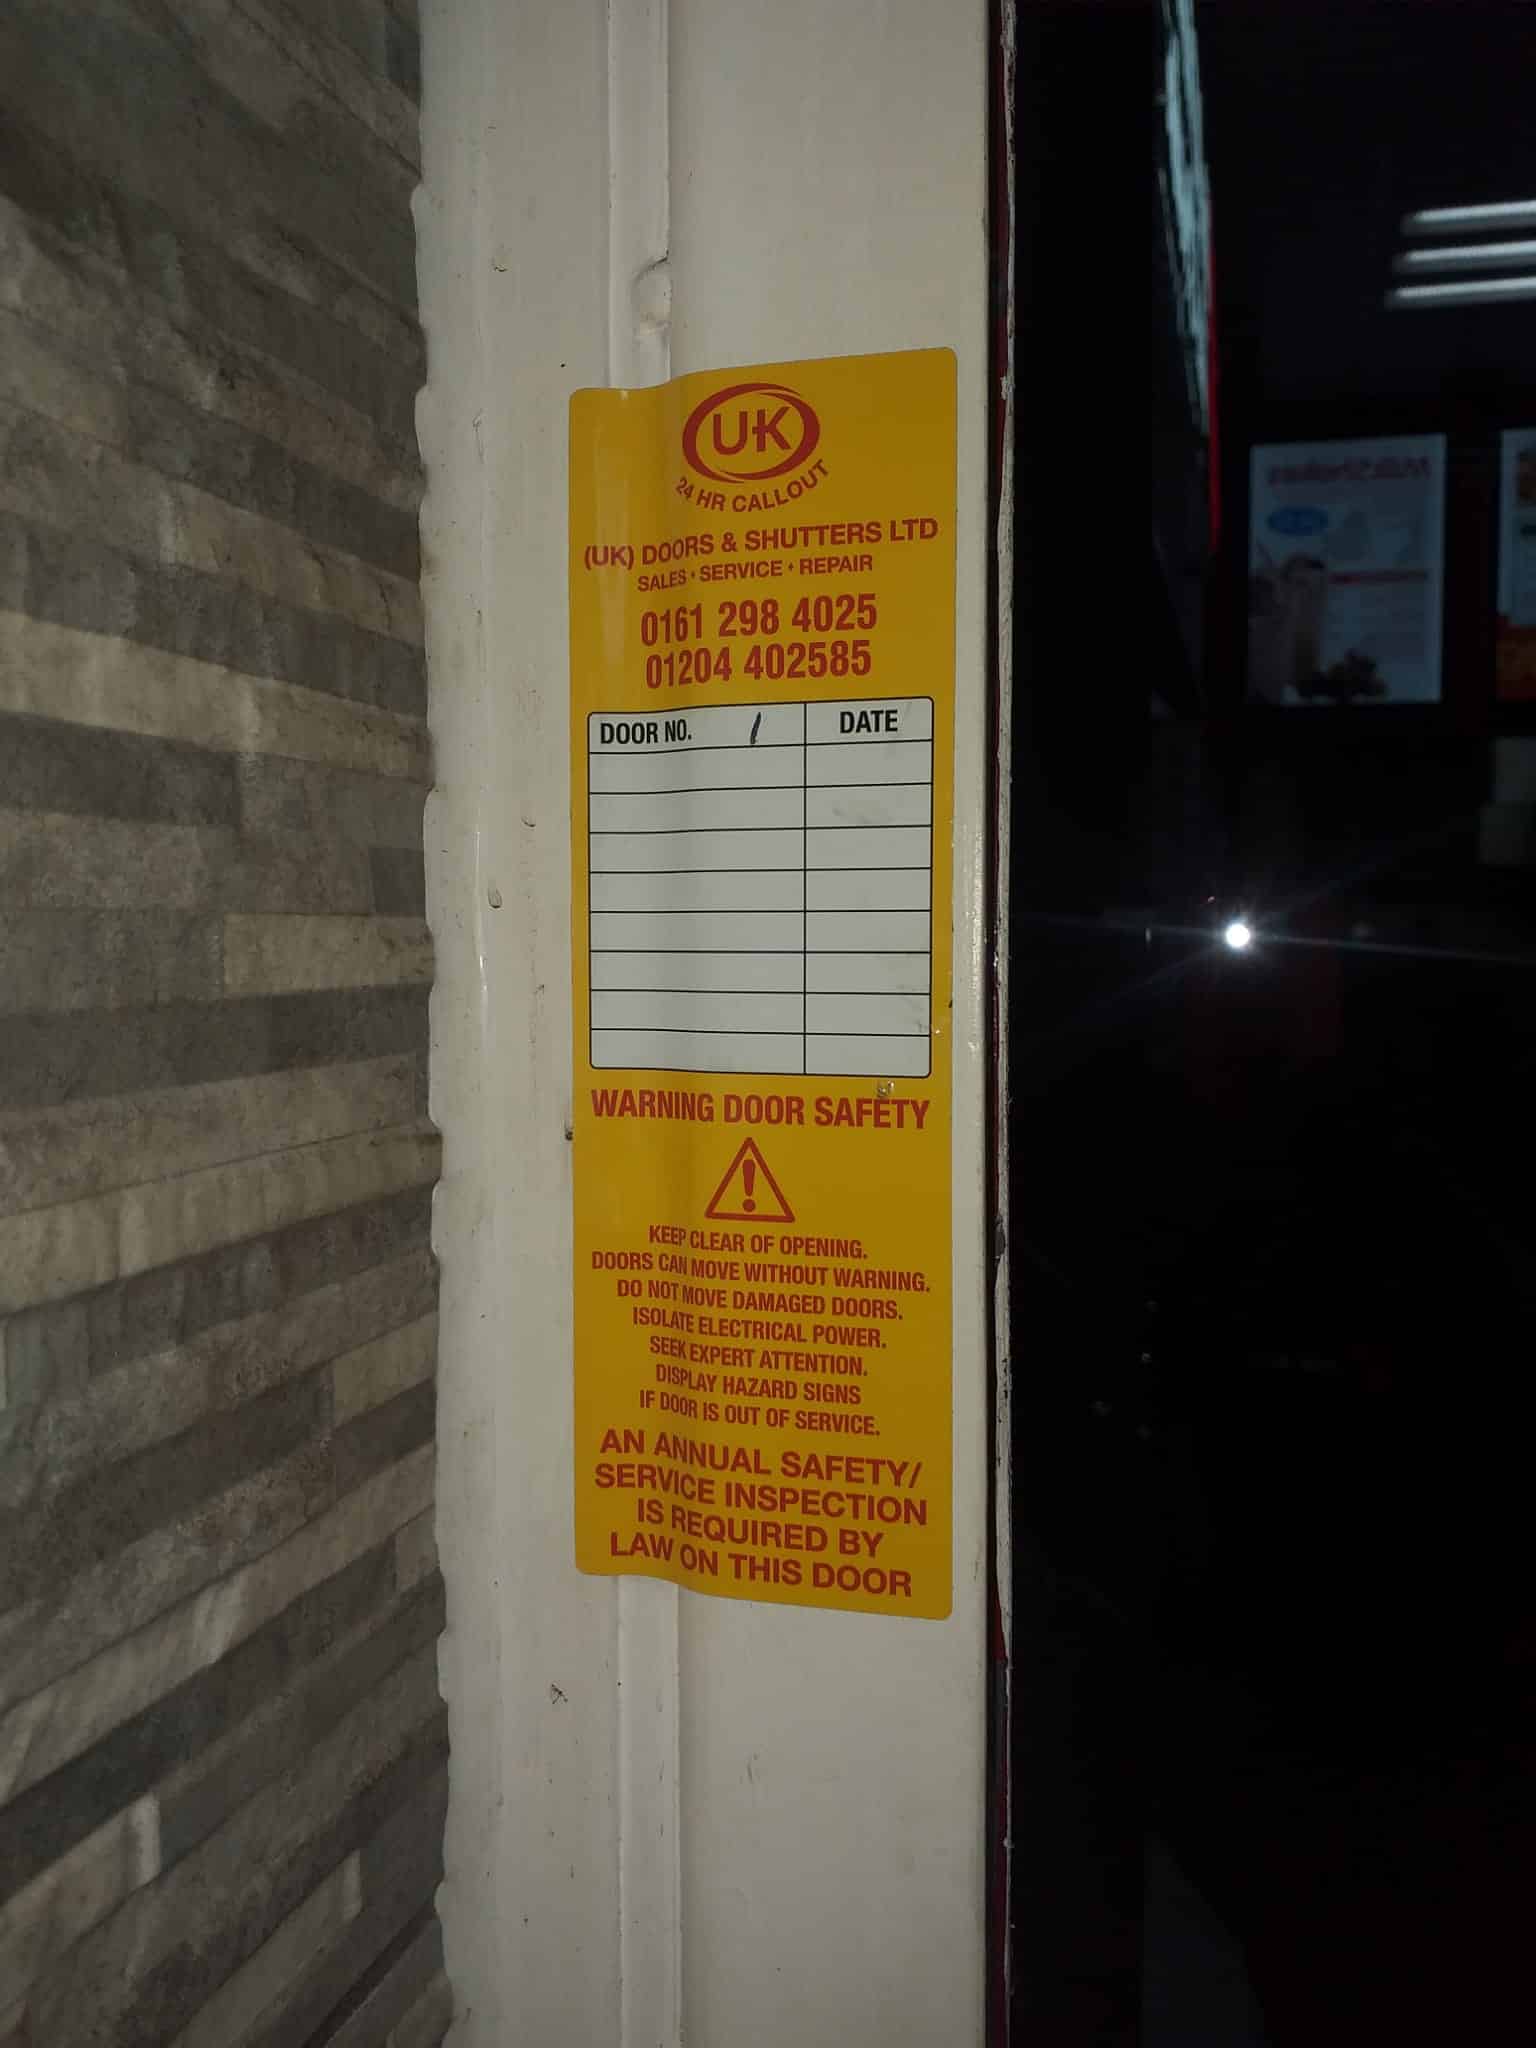 UK
24 HR CALLOUT
(UK) DOORS & SHUTTERS LTD
SALES • SERVICE • REPAIR
0161 298 4025
01204 402585
DOOR NO. 1 DATE
WARNING DOOR SAFETY
!
KEEP CLEAR OF OPENING.
DOORS CAN MOVE WITHOUT WARNING.
DO NOT MOVE DAMAGED DOORS.
ISOLATE ELECTRICAL POWER.
SEEK EXPERT ATTENTION.
DISPLAY HAZARD SIGNS
IF DOOR IS OUT OF SERVICE.
AN ANNUAL SAFETY/
SERVICE INSPECTION
IS REQUIRED BY
LAW ON THIS DOOR
MilkShakes